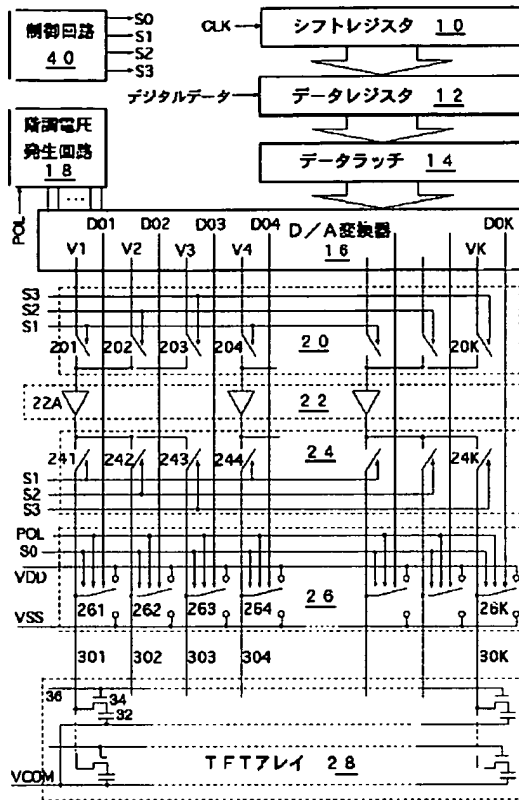 制御回路
40
S0
S1
S2
S3
CLK
シフトレジスタ 10
デジタルデータ
データレジスタ 12
階調電圧
発生回路
18
データラッチ 14
POL
D01 D02 D03 D04 D/A変換器 D0K
V1 V2 V3 V4 16 VK
S3
S2
S1
201 202 203 204 20 20K
22A 22
241 242 243 244 24 24K
S1
S2
S3
POL
S0
VDD
261 262 263 264 26 26K
VSS
301 302 303 304 30K
36 34
32
TFTアレイ 28
VCOM